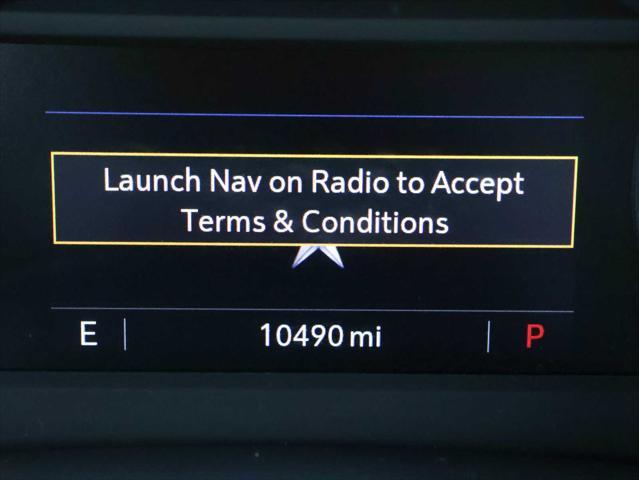 Launch Nav on Radio to Accept
Terms & Conditions
E 10490 mi P